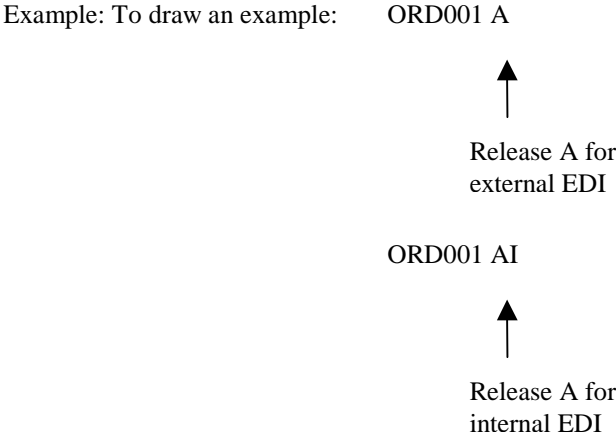 Example: To draw an example: ORD001 A
Release A for
external EDI
ORD001 AI
Release A for
internal EDI